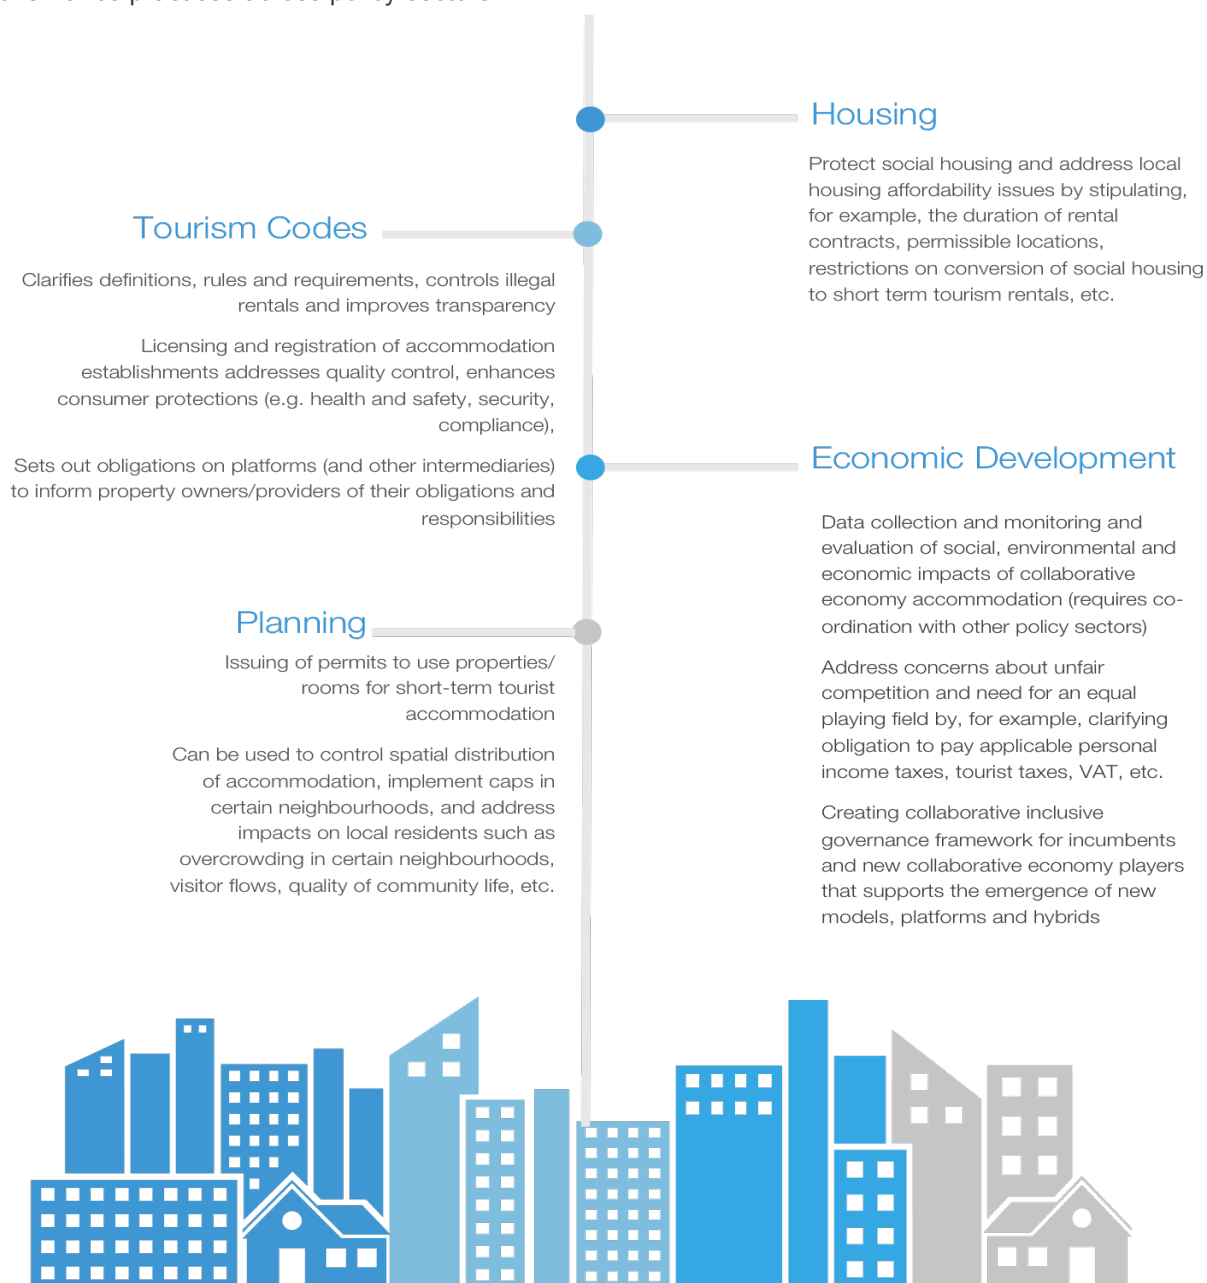 practices across policy sectors
Housing
Protect social housing and address local
housing affordability issues by stipulating,
for example, the duration of rental
contracts, permissible locations,
restrictions on conversion of social housing
to short term tourism rentals, etc.
Tourism Codes
Clarifies definitions, rules and requirements, controls illegal
rentals and improves transparency
Licensing and registration of accommodation
establishments addresses quality control, enhances
consumer protections (e.g. health and safety, security,
compliance),
Sets out obligations on platforms (and other intermediaries)
to inform property owners/providers of their obligations and
responsibilities
Economic Development
Data collection and monitoring and
evaluation of social, environmental and
economic impacts of collaborative
economy accommodation (requires co-
ordination with other policy sectors)
Address concerns about unfair
competition and need for an equal
playing field by, for example, clarifying
obligation to pay applicable personal
income taxes, tourist taxes, VAT, etc.
Creating collaborative inclusive
governance framework for incumbents
and new collaborative economy players
that supports the emergence of new
models, platforms and hybrids
Planning
Issuing of permits to use properties/
rooms for short-term tourist
accommodation
Can be used to control spatial distribution
of accommodation, implement caps in
certain neighbourhoods, and address
impacts on local residents such as
overcrowding in certain neighbourhoods,
visitor flows, quality of community life, etc.